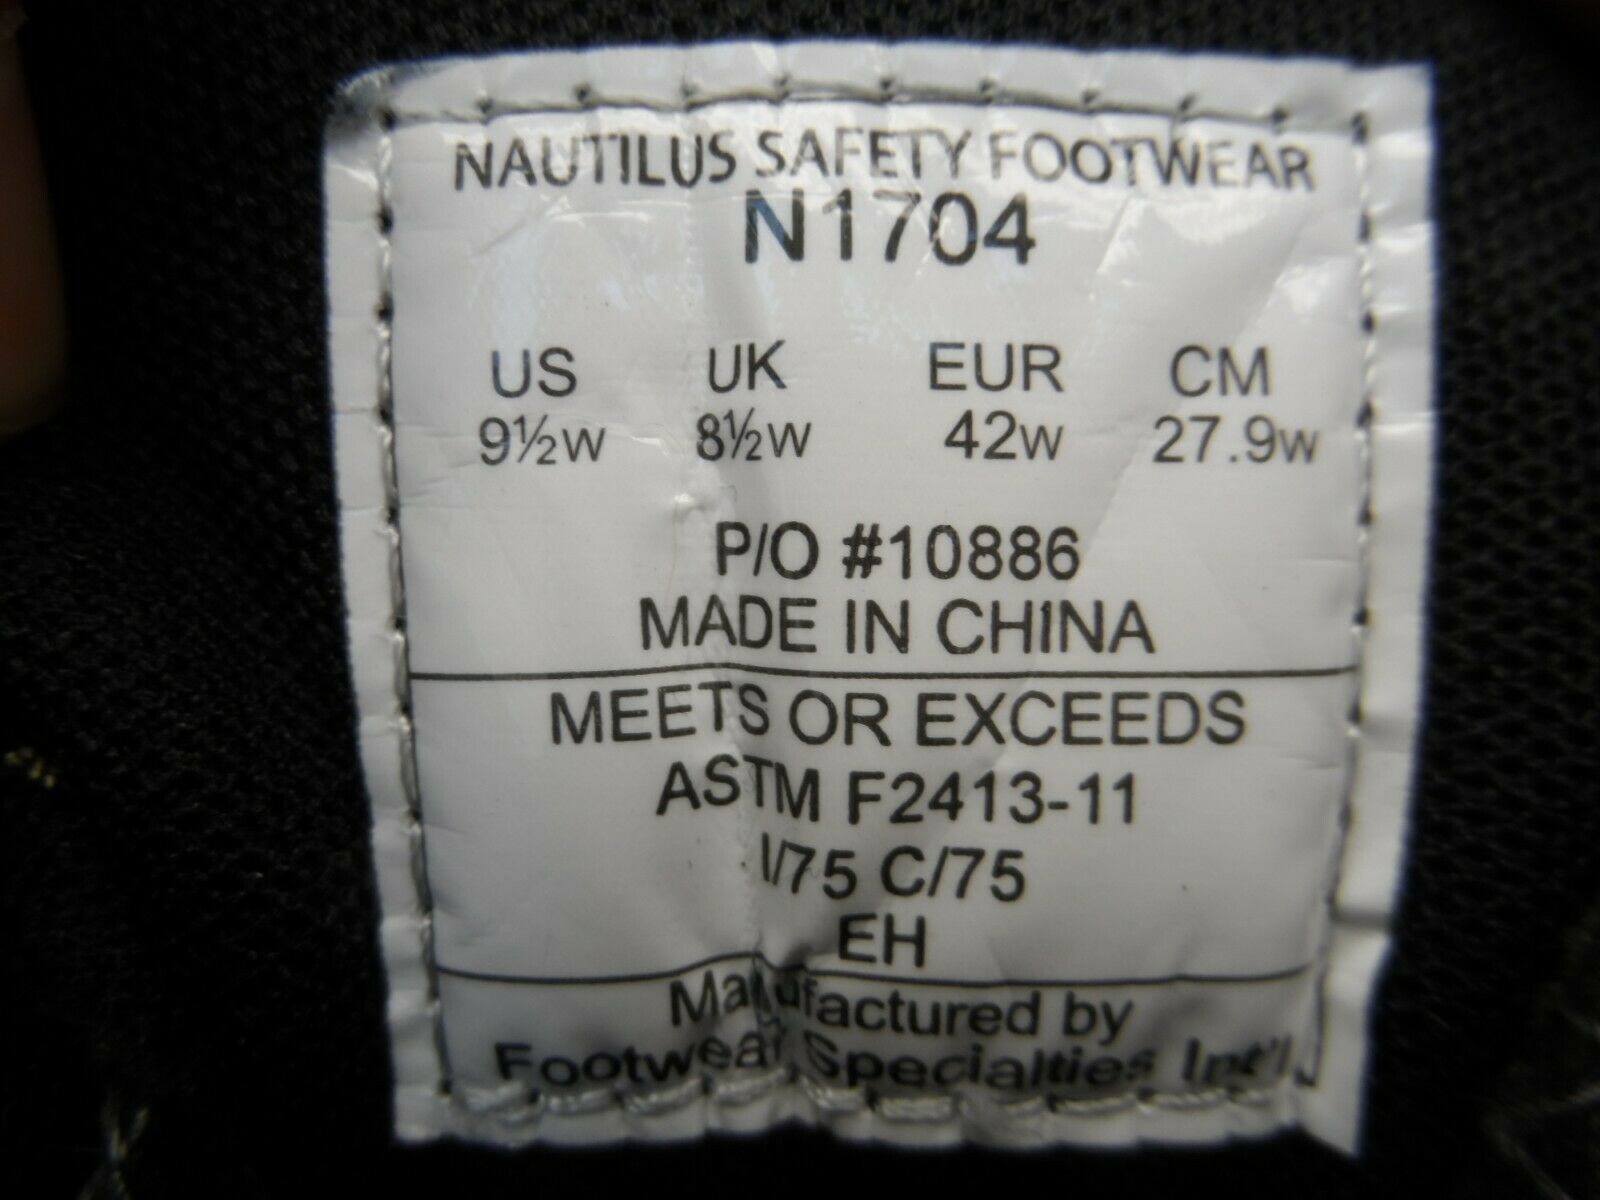 NAUTILUS SAFETY FOOTWEAR
N1704
US UK EUR CM
9½W 8½W 42W 27.9W
P/O #10886
MADE IN CHINA
MEETS OR EXCEEDS
ASTM F2413-11
I/75 C/75
EH
Manufactured by
Footwear Specialties Int'l